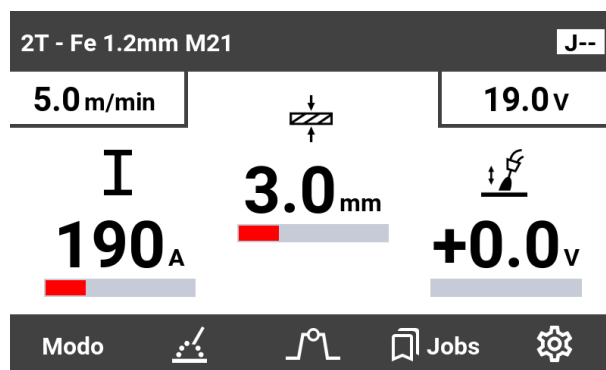 2T - Fe 1.2mm M21
J--
5.0 m/min
19.0 V
I
3.0 mm
190 A
+0.0 V
Modo
Jobs